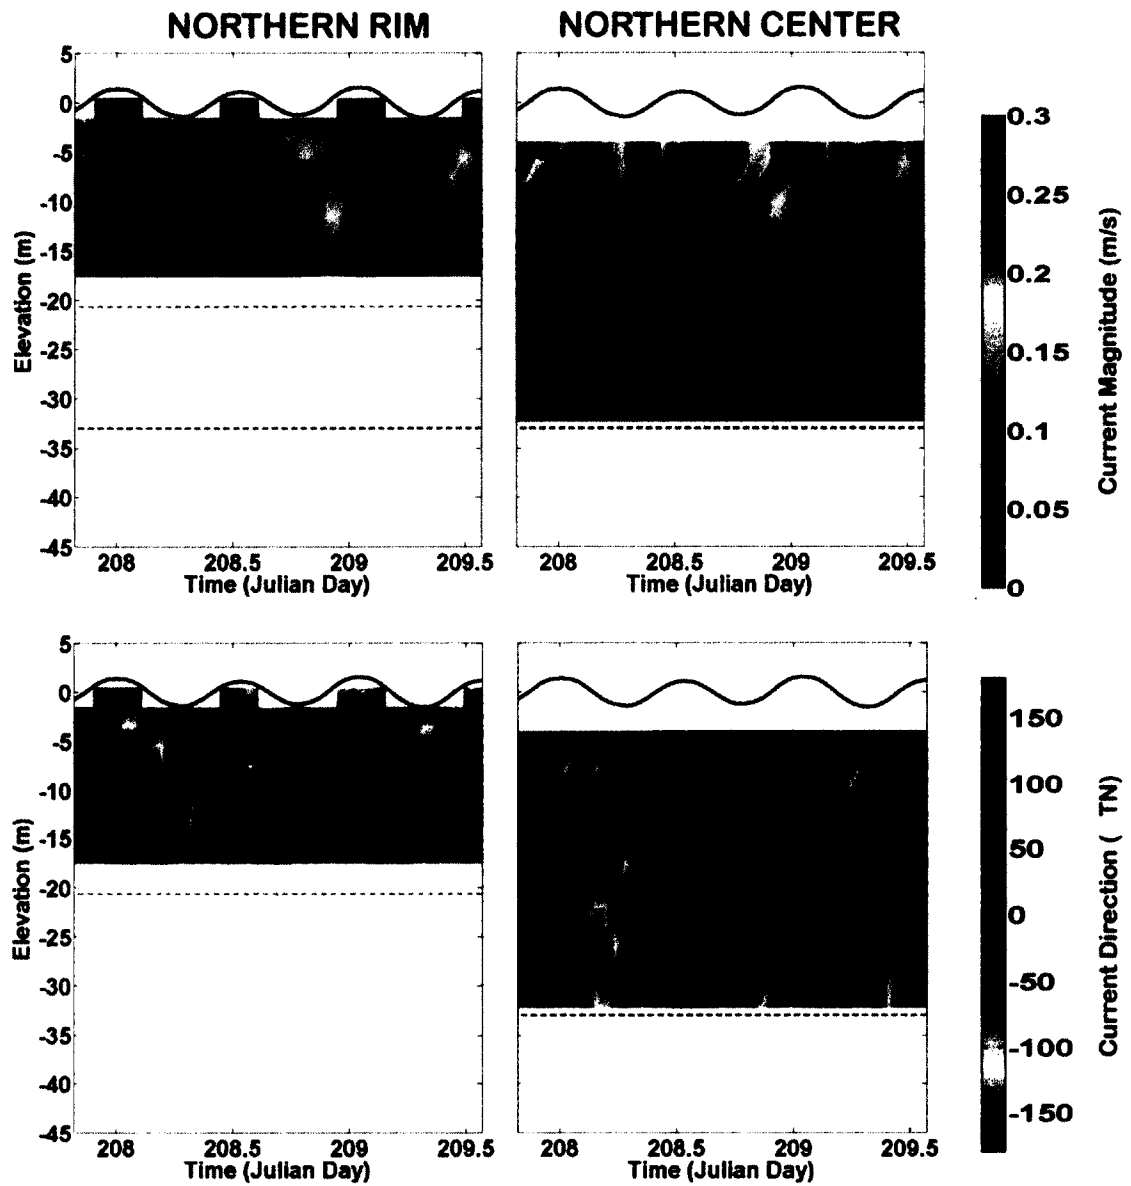 NORTHERN RIM
NORTHERN CENTER
5
0
-5
-10
-15
-20
-25
-30
-35
-40
-45
Elevation (m)
208 208.5 209 209.5
Time (Julian Day)
208 208.5 209 209.5
Time (Julian Day)
0.3
0.25
0.2
0.15
0.1
0.05
0
Current Magnitude (m/s)
5
0
-5
-10
-15
-20
-25
-30
-35
-40
-45
Elevation (m)
208 208.5 209 209.5
Time (Julian Day)
208 208.5 209 209.5
Time (Julian Day)
150
100
50
0
-50
-100
-150
Current Direction ( TN)